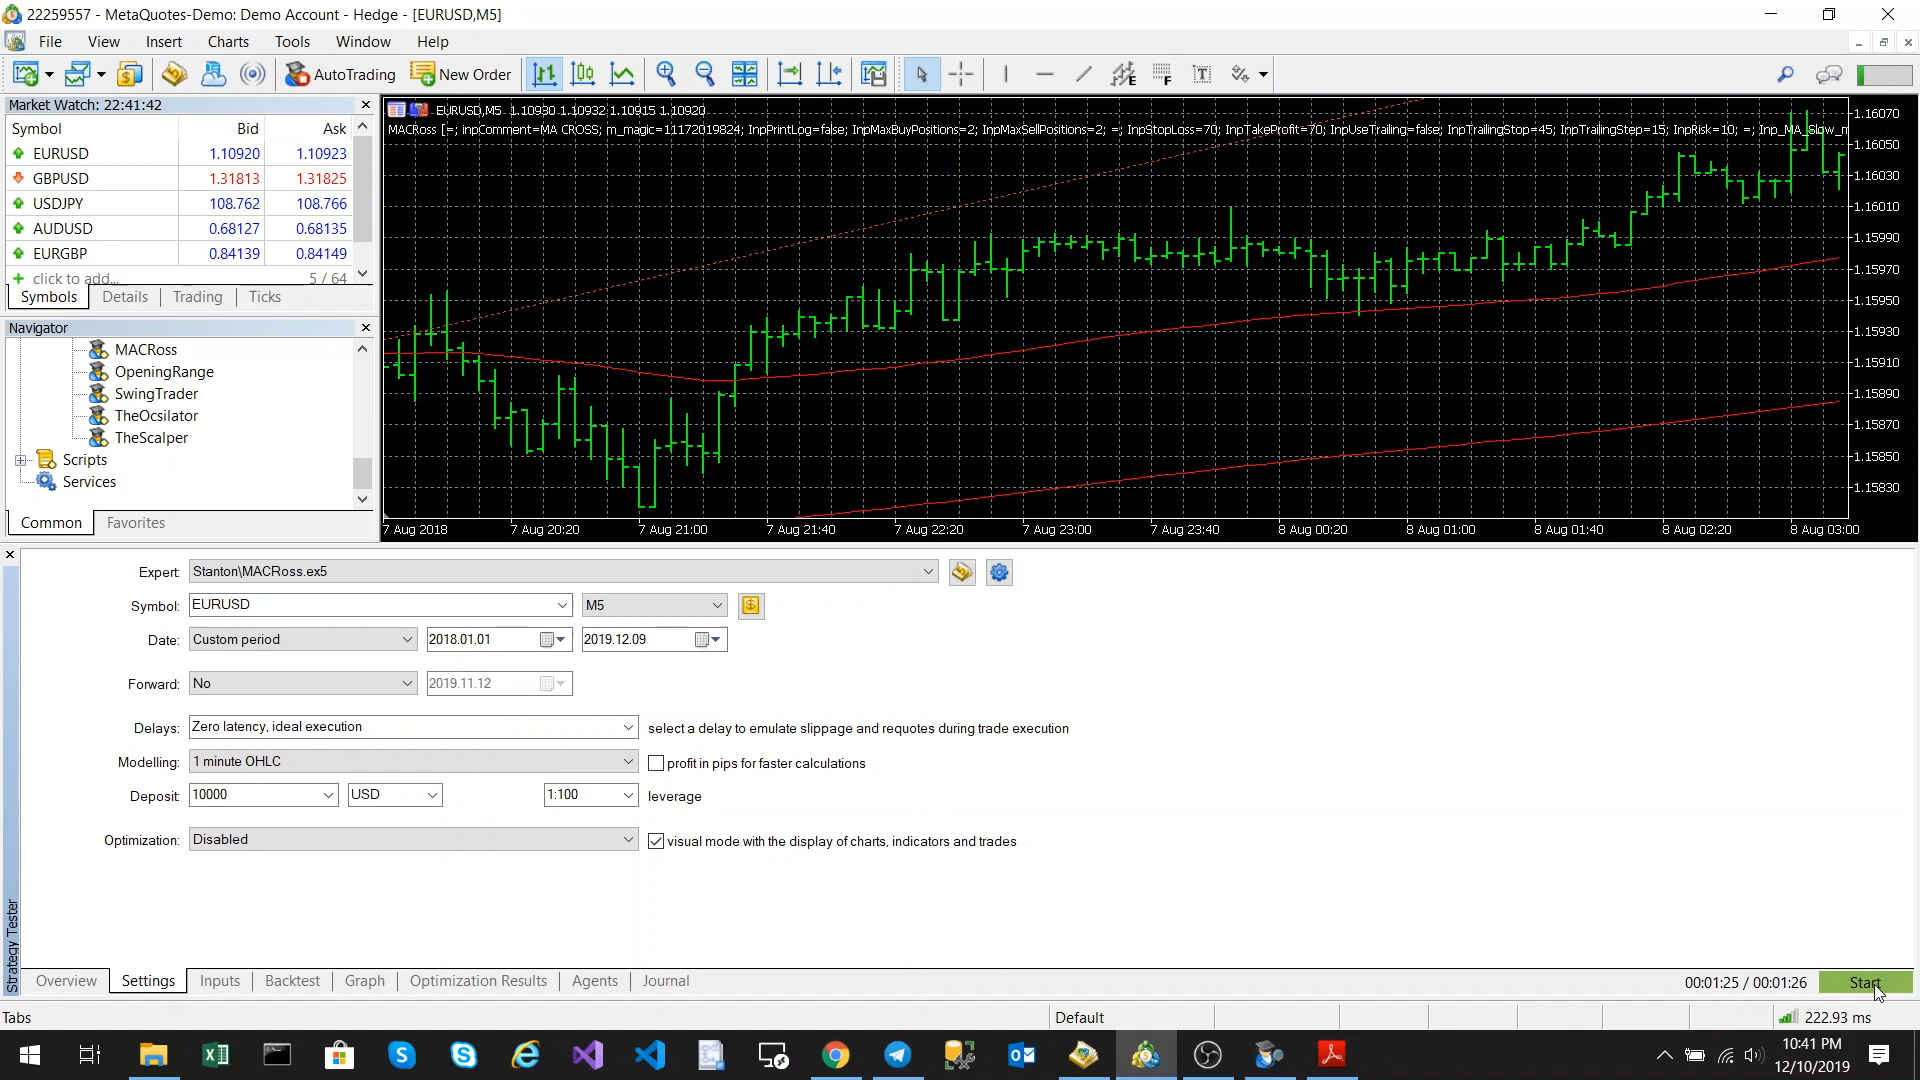 22259557 - MetaQuotes-Demo: Demo Account - Hedge - [EURUSD,M5]
File View Insert Charts Tools Window Help
AutoTrading New Order
Market Watch: 22:41:42
Symbol Bid Ask
EURUSD 1.10920 1.10923
GBPUSD 1.31813 1.31825
USDJPY 108.762 108.766
AUDUSD 0.68127 0.68135
EURGBP 0.84139 0.84149
click to add... 5 / 64
Symbols Details Trading Ticks
Navigator
MACRoss
OpeningRange
SwingTrader
TheOcsilator
TheScalper
Scripts
Services
Common Favorites
EURUSD,M5 1.10930 1.10932 1.10915 1.10920
MACRoss [=; inpComment=MA CROSS; m_magic=11172019824; InpPrintLog=false; InpMaxBuyPositions=2; InpMaxSellPositions=2; =; InpStopLoss=70; InpTakeProfit=70; InpUseTrailing=false; InpTrailingStop=45; InpTrailingStep=15; InpRisk=10; =; Inp_MA_Slow_m
1.16070
1.16050
1.16030
1.16010
1.15990
1.15970
1.15950
1.15930
1.15910
1.15890
1.15870
1.15850
1.15830
7 Aug 2018 7 Aug 20:20 7 Aug 21:00 7 Aug 21:40 7 Aug 22:20 7 Aug 23:00 7 Aug 23:40 8 Aug 00:20 8 Aug 01:00 8 Aug 01:40 8 Aug 02:20 8 Aug 03:00
Expert: Stanton\MACRoss.ex5
Symbol: EURUSD M5
Date: Custom period 2018.01.01 2019.12.09
Forward: No 2019.11.12
Delays: Zero latency, ideal execution select a delay to emulate slippage and requotes during trade execution
Modelling: 1 minute OHLC profit in pips for faster calculations
Deposit: 10000 USD 1:100 leverage
Optimization: Disabled visual mode with the display of charts, indicators and trades
Strategy Tester
Overview Settings Inputs Backtest Graph Optimization Results Agents Journal 00:01:25 / 00:01:26 Start
Tabs Default 222.93 ms
10:41 PM
12/10/2019